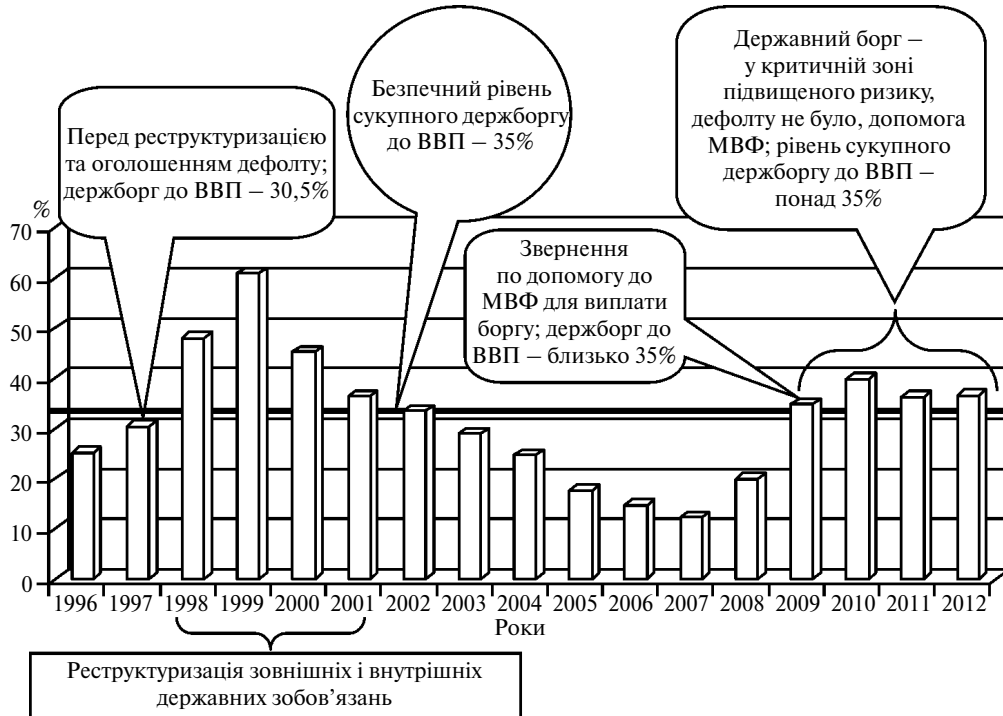 Державний борг –
у критичній зоні
підвищеного ризику,
дефолту не було, допомога
МВФ; рівень сукупного
держборгу до ВВП –
понад 35%
Безпечний рівень
сукупного держборгу
до ВВП – 35%
Перед реструктуризацією
та оголошенням дефолту;
держборг до ВВП – 30,5%
Звернення
по допомогу до
МВФ для виплати
боргу; держборг до
ВВП – близько 35%
%
70
60
50
40
30
20
10
0
1996 1997 1998 1999 2000 2001 2002 2003 2004 2005 2006 2007 2008 2009 2010 2011 2012
Роки
Реструктуризація зовнішніх і внутрішніх
державних зобов’язань